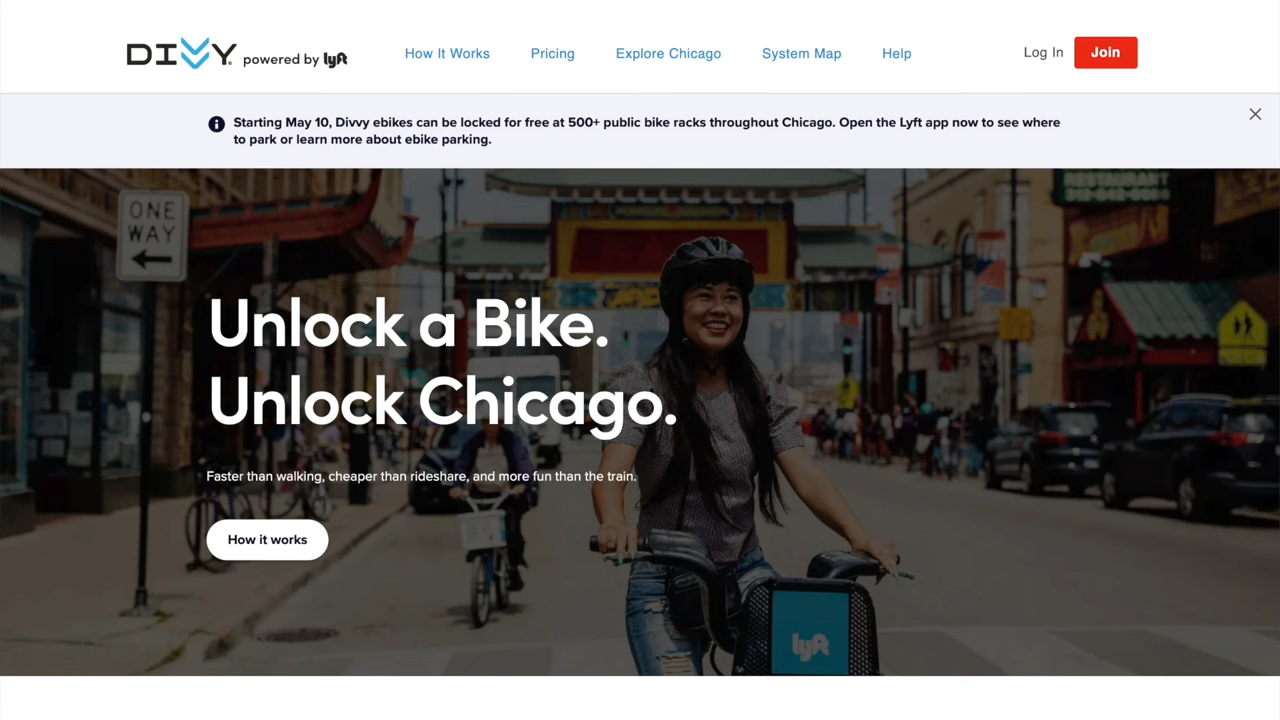 DIVVY powered by lyft
How It Works
Pricing
Explore Chicago
System Map
Help
Log In
Join
Starting May 10, Divvy ebikes can be locked for free at 500+ public bike racks throughout Chicago. Open the Lyft app now to see where
to park or learn more about ebike parking.
ONE
WAY
RESTAURANT
Unlock a Bike.
Unlock Chicago.
Faster than walking, cheaper than rideshare, and more fun than the train.
How it works
lyft